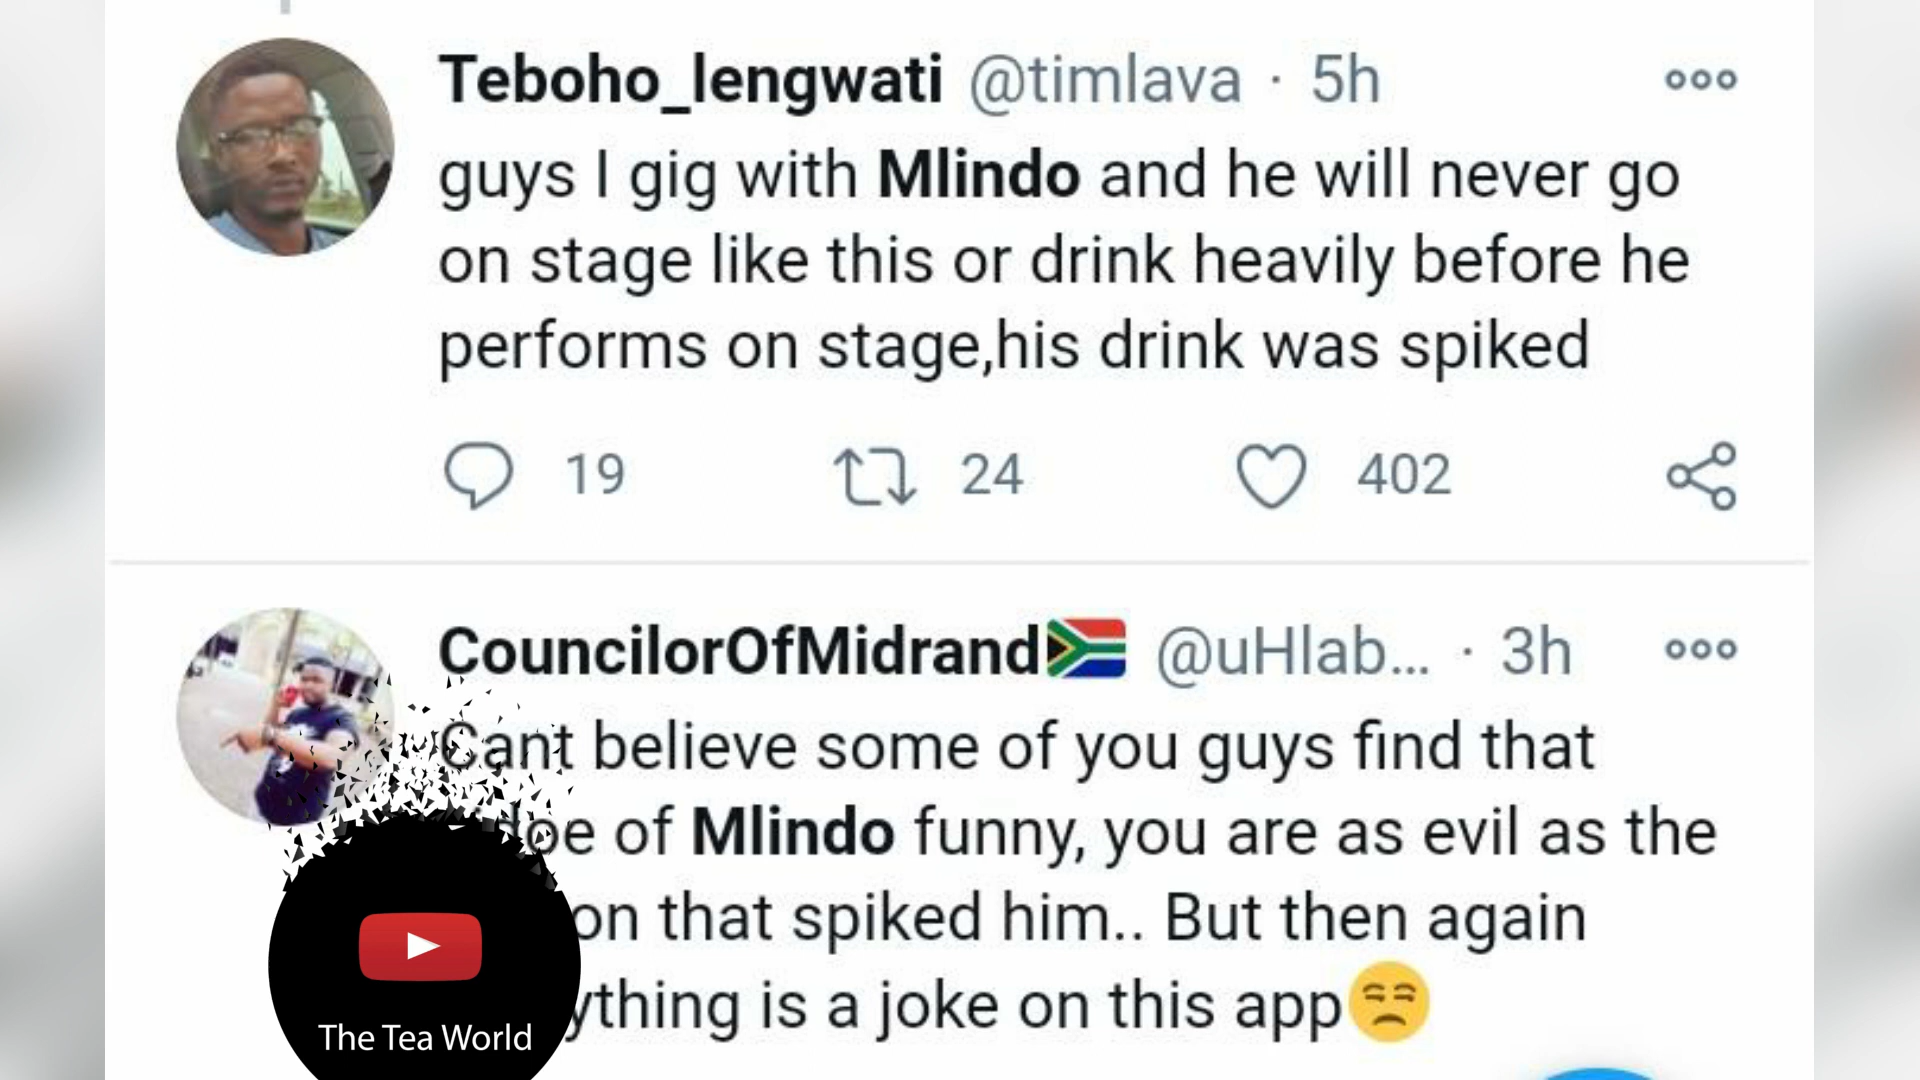 Teboho_lengwati @timlava · 5h
guys I gig with Mlindo and he will never go
on stage like this or drink heavily before he
performs on stage,his drink was spiked
19 24 402
CouncilorOfMidrand🇿🇦 @uHlab... · 3h
Cant believe some of you guys find that
of Mlindo funny, you are as evil as the
that spiked him.. But then again
is a joke on this app😒
The Tea World